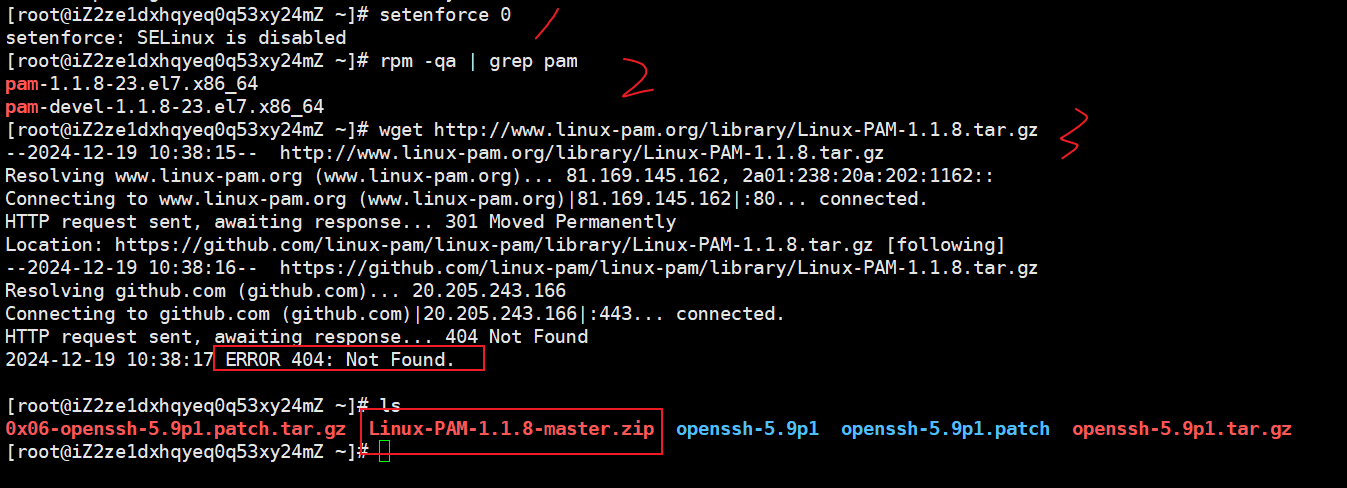 [root@iZ2ze1dxhqyeq0q53xy24mZ ~]# setenforce 0
1
setenforce: SELinux is disabled
[root@iZ2ze1dxhqyeq0q53xy24mZ ~]# rpm -qa | grep pam
2
pam-1.1.8-23.el7.x86_64
pam-devel-1.1.8-23.el7.x86_64
[root@iZ2ze1dxhqyeq0q53xy24mZ ~]# wget http://www.linux-pam.org/library/Linux-PAM-1.1.8.tar.gz
3
--2024-12-19 10:38:15--  http://www.linux-pam.org/library/Linux-PAM-1.1.8.tar.gz
Resolving www.linux-pam.org (www.linux-pam.org)... 81.169.145.162, 2a01:238:20a:202:1162::
Connecting to www.linux-pam.org (www.linux-pam.org)|81.169.145.162|:80... connected.
HTTP request sent, awaiting response... 301 Moved Permanently
Location: https://github.com/linux-pam/linux-pam/library/Linux-PAM-1.1.8.tar.gz [following]
--2024-12-19 10:38:16--  https://github.com/linux-pam/linux-pam/library/Linux-PAM-1.1.8.tar.gz
Resolving github.com (github.com)... 20.205.243.166
Connecting to github.com (github.com)|20.205.243.166|:443... connected.
HTTP request sent, awaiting response... 404 Not Found
2024-12-19 10:38:17 ERROR 404: Not Found.
[root@iZ2ze1dxhqyeq0q53xy24mZ ~]# ls
0x06-openssh-5.9p1.patch.tar.gz  Linux-PAM-1.1.8-master.zip  openssh-5.9p1  openssh-5.9p1.patch  openssh-5.9p1.tar.gz
[root@iZ2ze1dxhqyeq0q53xy24mZ ~]#